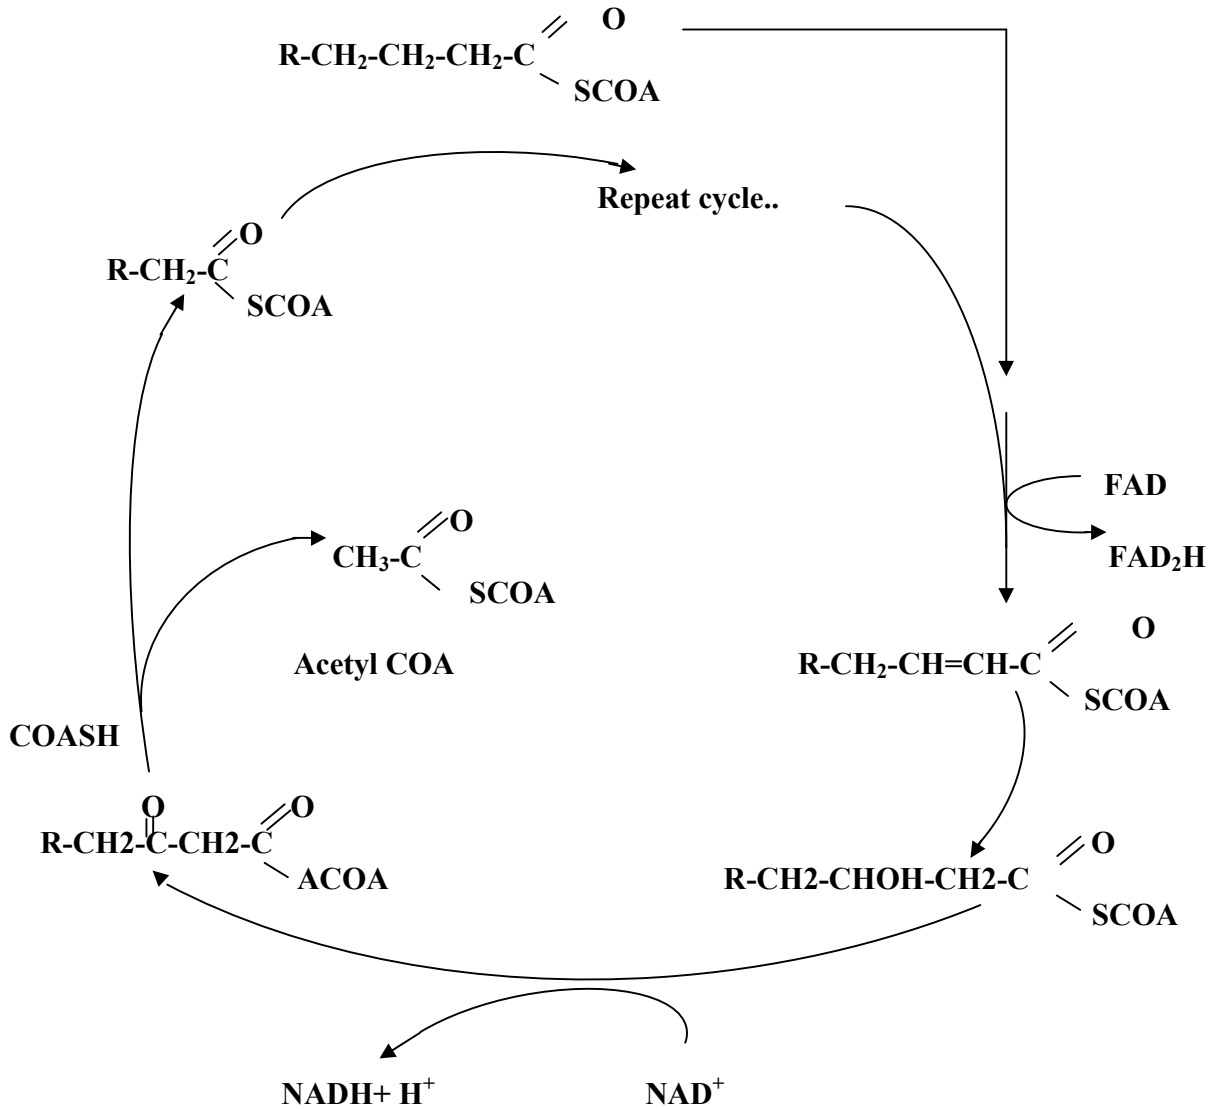 O
R-CH₂-CH₂-CH₂-C
SCOA
Repeat cycle..
O
R-CH₂-C
SCOA
FAD
FAD₂H
O
CH₃-C
SCOA
Acetyl COA
O
R-CH₂-CH=CH-C
SCOA
COASH
O O
R-CH2-C-CH2-C
ACOA
O
R-CH2-CHOH-CH2-C
SCOA
NADH+ H⁺ NAD⁺